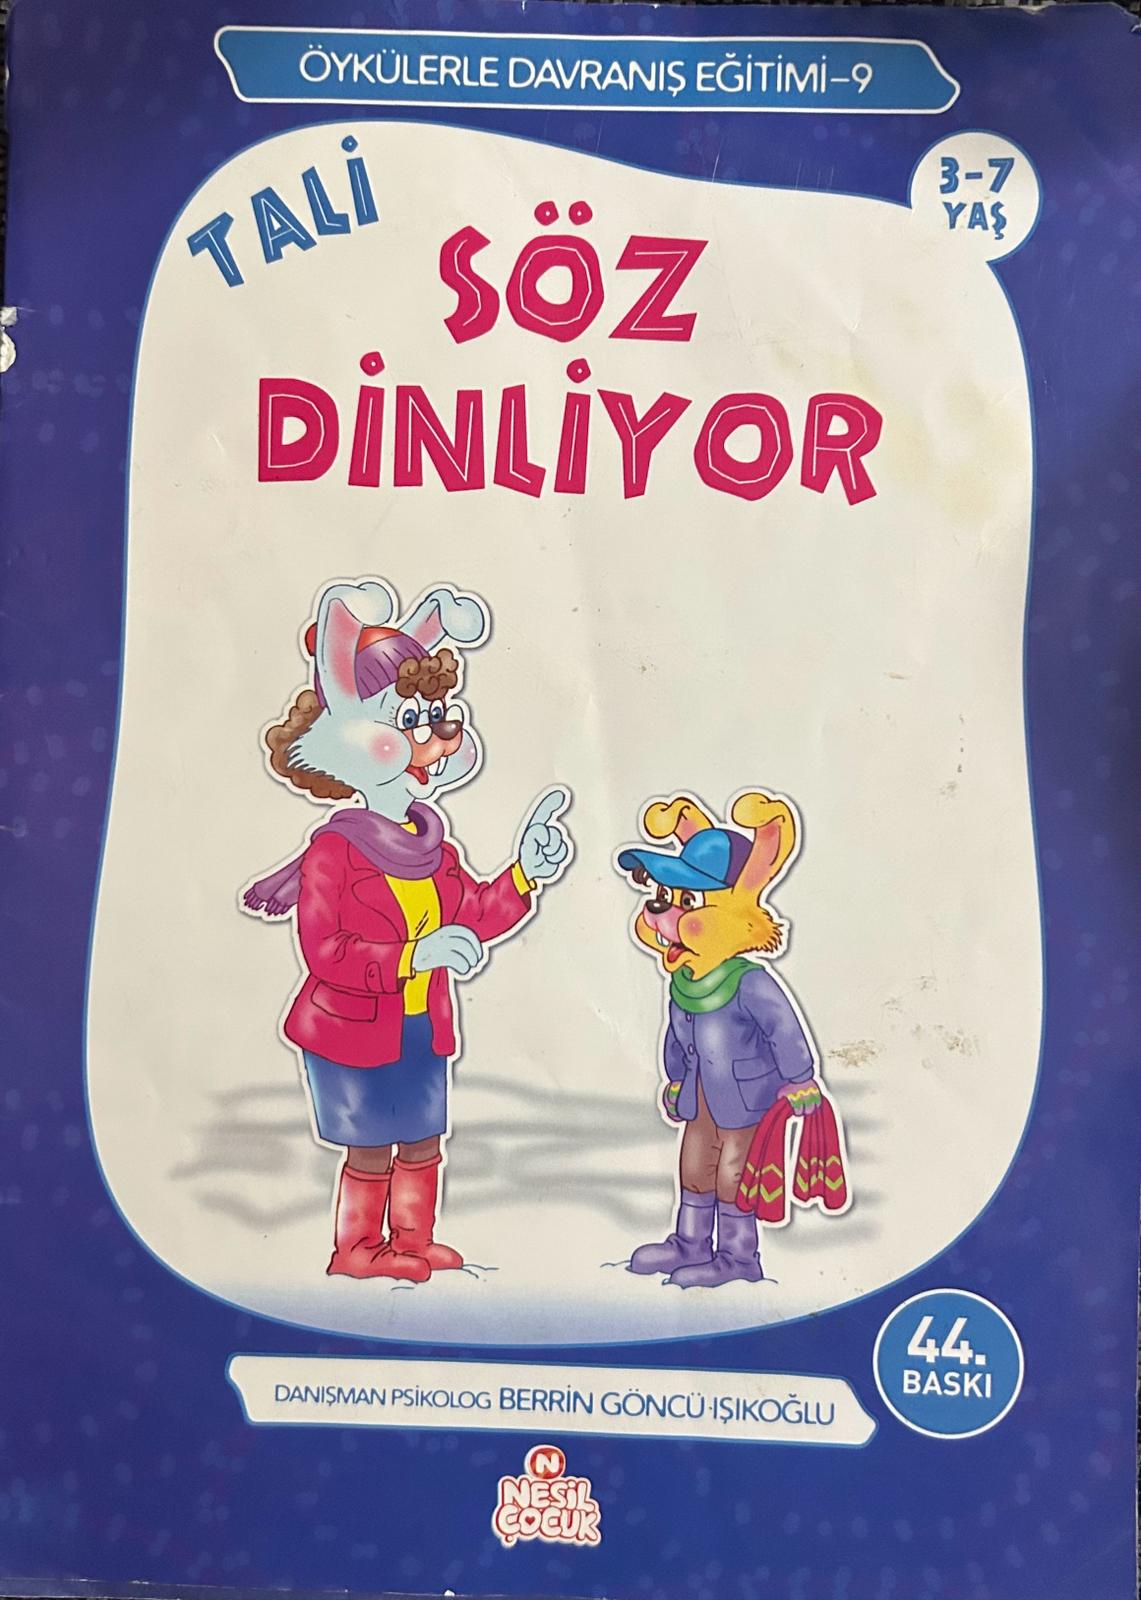 ÖYKÜLERLE DAVRANIŞ EĞİTİMİ-9
3-7
YAŞ
TALİ
SÖZ
DİNLİYOR
44.
BASKI
DANIŞMAN PSİKOLOG BERRİN GÖNCÜ-IŞIKOĞLU
N
NESİL
ÇOCUK